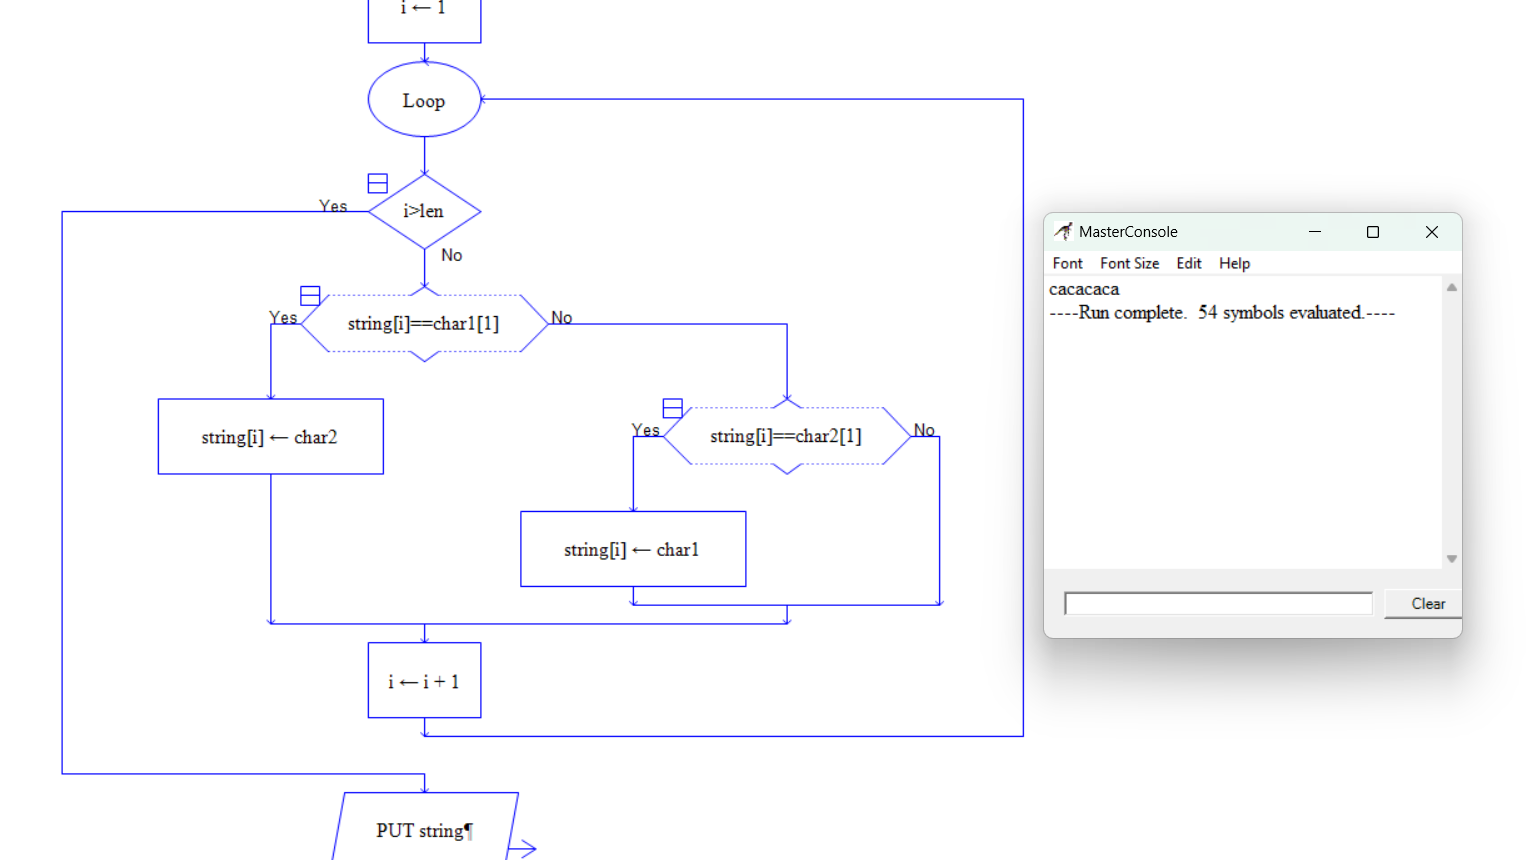 i ← 1
Loop
Yes
i>len
No
Yes
string[i]==char1[1]
No
string[i] ← char2
Yes
string[i]==char2[1]
No
string[i] ← char1
i ← i + 1
PUT string¶
MasterConsole
Font Font Size Edit Help
cacacaca
----Run complete. 54 symbols evaluated.----
Clear